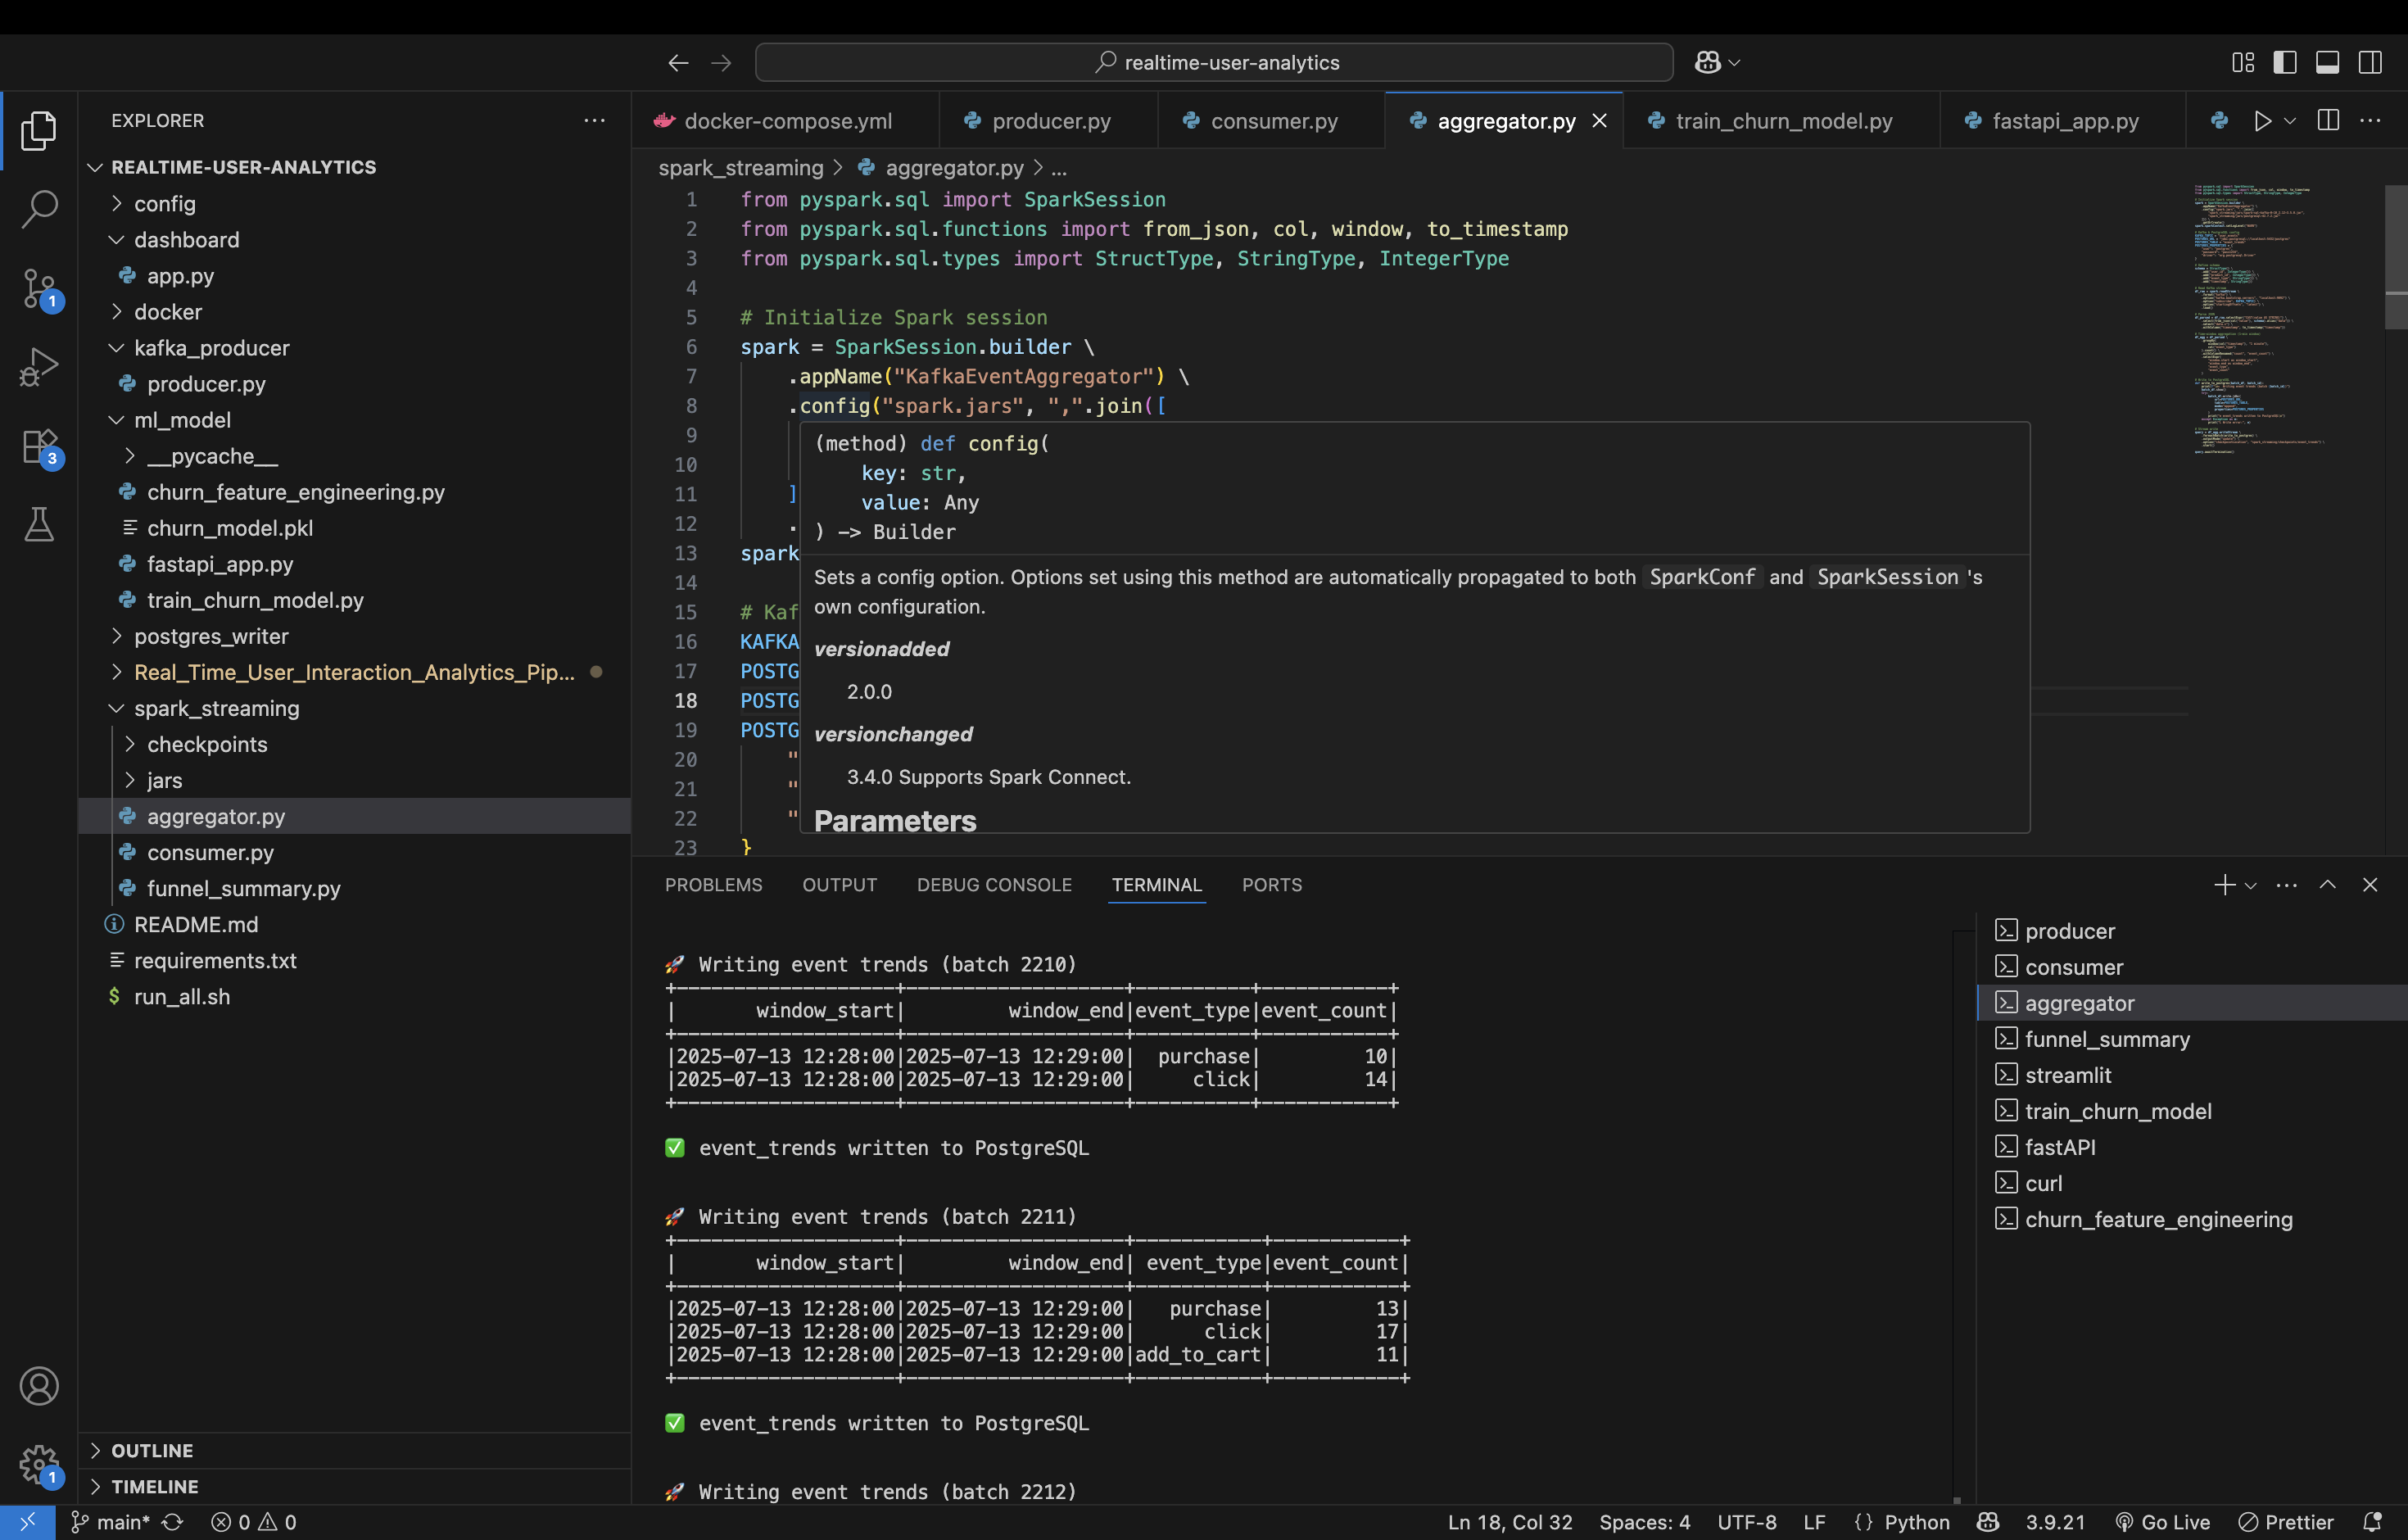 realtime-user-analytics
EXPLORER
REALTIME-USER-ANALYTICS
config
dashboard
app.py
docker
kafka_producer
producer.py
ml_model
__pycache__
churn_feature_engineering.py
churn_model.pkl
fastapi_app.py
train_churn_model.py
postgres_writer
Real_Time_User_Interaction_Analytics_Pip...
spark_streaming
checkpoints
jars
aggregator.py
consumer.py
funnel_summary.py
README.md
requirements.txt
$ run_all.sh
OUTLINE
TIMELINE
1
3
1
docker-compose.yml producer.py consumer.py aggregator.py train_churn_model.py fastapi_app.py
spark_streaming > aggregator.py > ...
1 from pyspark.sql import SparkSession
2 from pyspark.sql.functions import from_json, col, window, to_timestamp
3 from pyspark.sql.types import StructType, StringType, IntegerType
4
5 # Initialize Spark session
6 spark = SparkSession.builder \
7 .appName("KafkaEventAggregator") \
8 .config("spark.jars", ",".join([
9
10
11 ]
12 .
13 spark
14
15 # Kaf
16 KAFKA
17 POSTG
18 POSTG
19 POSTG
20 "
21 "
22 "
23 }
(method) def config(
key: str,
value: Any
) -> Builder
Sets a config option. Options set using this method are automatically propagated to both SparkConf and SparkSession's
own configuration.
versionadded
2.0.0
versionchanged
3.4.0 Supports Spark Connect.
Parameters
PROBLEMS OUTPUT DEBUG CONSOLE TERMINAL PORTS
🚀 Writing event trends (batch 2210)
+-------------------+-------------------+----------+-----------+
|       window_start|         window_end|event_type|event_count|
+-------------------+-------------------+----------+-----------+
|2025-07-13 12:28:00|2025-07-13 12:29:00|  purchase|         10|
|2025-07-13 12:28:00|2025-07-13 12:29:00|     click|         14|
+-------------------+-------------------+----------+-----------+
✅ event_trends written to PostgreSQL
🚀 Writing event trends (batch 2211)
+-------------------+-------------------+-----------+-----------+
|       window_start|         window_end| event_type|event_count|
+-------------------+-------------------+-----------+-----------+
|2025-07-13 12:28:00|2025-07-13 12:29:00|   purchase|         13|
|2025-07-13 12:28:00|2025-07-13 12:29:00|      click|         17|
|2025-07-13 12:28:00|2025-07-13 12:29:00|add_to_cart|         11|
+-------------------+-------------------+-----------+-----------+
✅ event_trends written to PostgreSQL
🚀 Writing event trends (batch 2212)
producer
consumer
aggregator
funnel_summary
streamlit
train_churn_model
fastAPI
curl
churn_feature_engineering
main* 0 0 Ln 18, Col 32 Spaces: 4 UTF-8 LF {} Python 3.9.21 Go Live Prettier